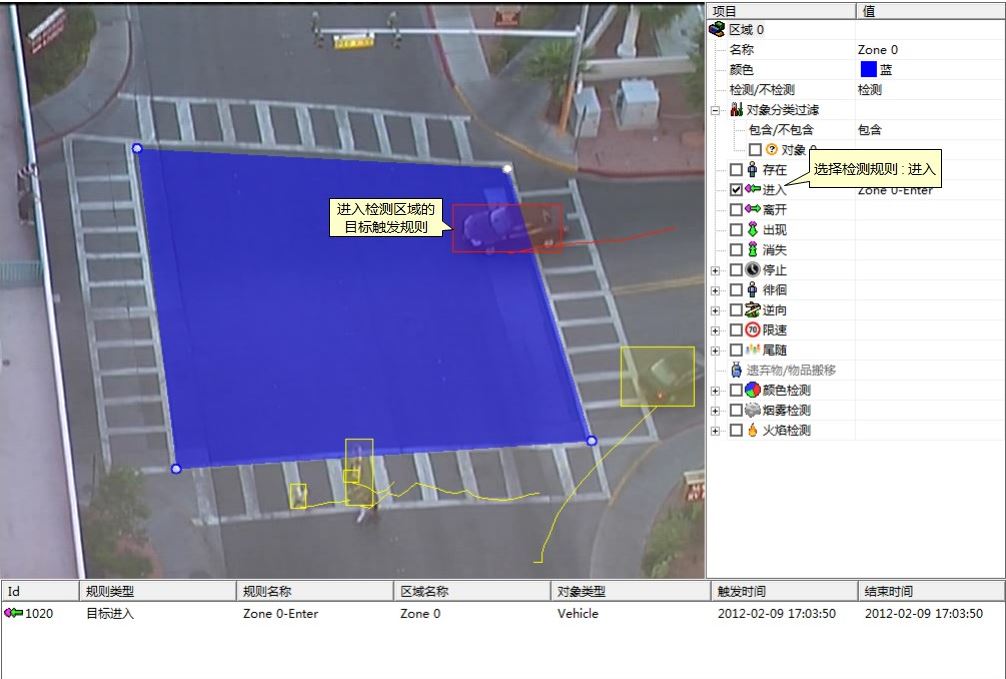 进入检测区域的
目标触发规则
项目 值
区域 0
名称 Zone 0
颜色 蓝
检测/不检测 检测
对象分类过滤
包含/不包含 包含
对象
选择检测规则 : 进入
存在
进入 Zone 0-Enter
离开
出现
消失
停止
徘徊
逆向
70 限速
尾随
遗弃物/物品搬移
颜色检测
烟雾检测
火焰检测
Id 规则类型 规则名称 区域名称 对象类型 触发时间 结束时间
1020 目标进入 Zone 0-Enter Zone 0 Vehicle 2012-02-09 17:03:50 2012-02-09 17:03:50